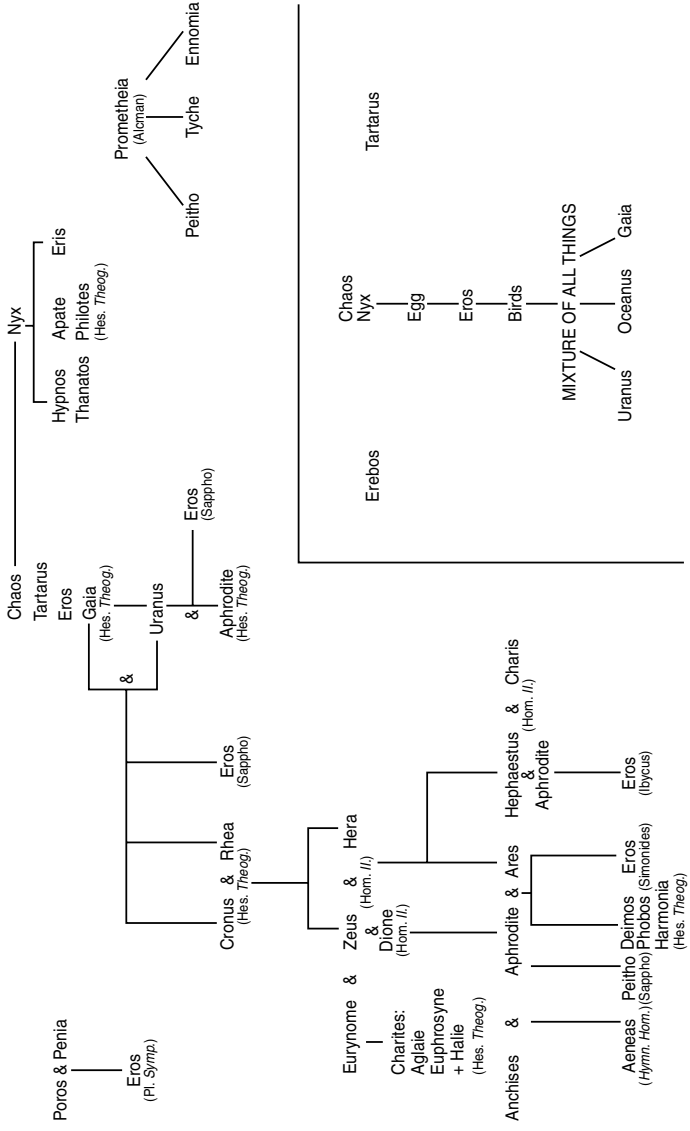 Poros & Penia
Eros
(Pl. Symp.)
Chaos
Tartarus
Eros
Gaia
(Hes. Theog.)
&
Uranus
&
Eros
(Sappho)
Aphrodite
(Hes. Theog.)
Nyx
Hypnos
Thanatos
Apate
Philotes
(Hes. Theog.)
Eris
Prometheia
(Alcman)
Peitho
Tyche
Ennomia
Cronus & Rhea
(Hes. Theog.)
Eros
(Sappho)
Eurynome & Zeus & Hera
(Hom. Il.)
&
Dione
(Hom. Il.)
Charites:
Aglaie
Euphrosyne
+ Halie
(Hes. Theog.)
Anchises & Aphrodite & Ares
Hephaestus & Charis
(Hom. Il.)
&
Aphrodite
Aeneas
(Hymn. Hom.)
Peitho
(Sappho)
Deimos
Phobos
Harmonia
(Hes. Theog.)
Eros
(Simonides)
Eros
(Ibycus)
Chaos
Erebos
Nyx
Tartarus
Egg
Eros
Birds
MIXTURE OF ALL THINGS
Uranus
Oceanus
Gaia